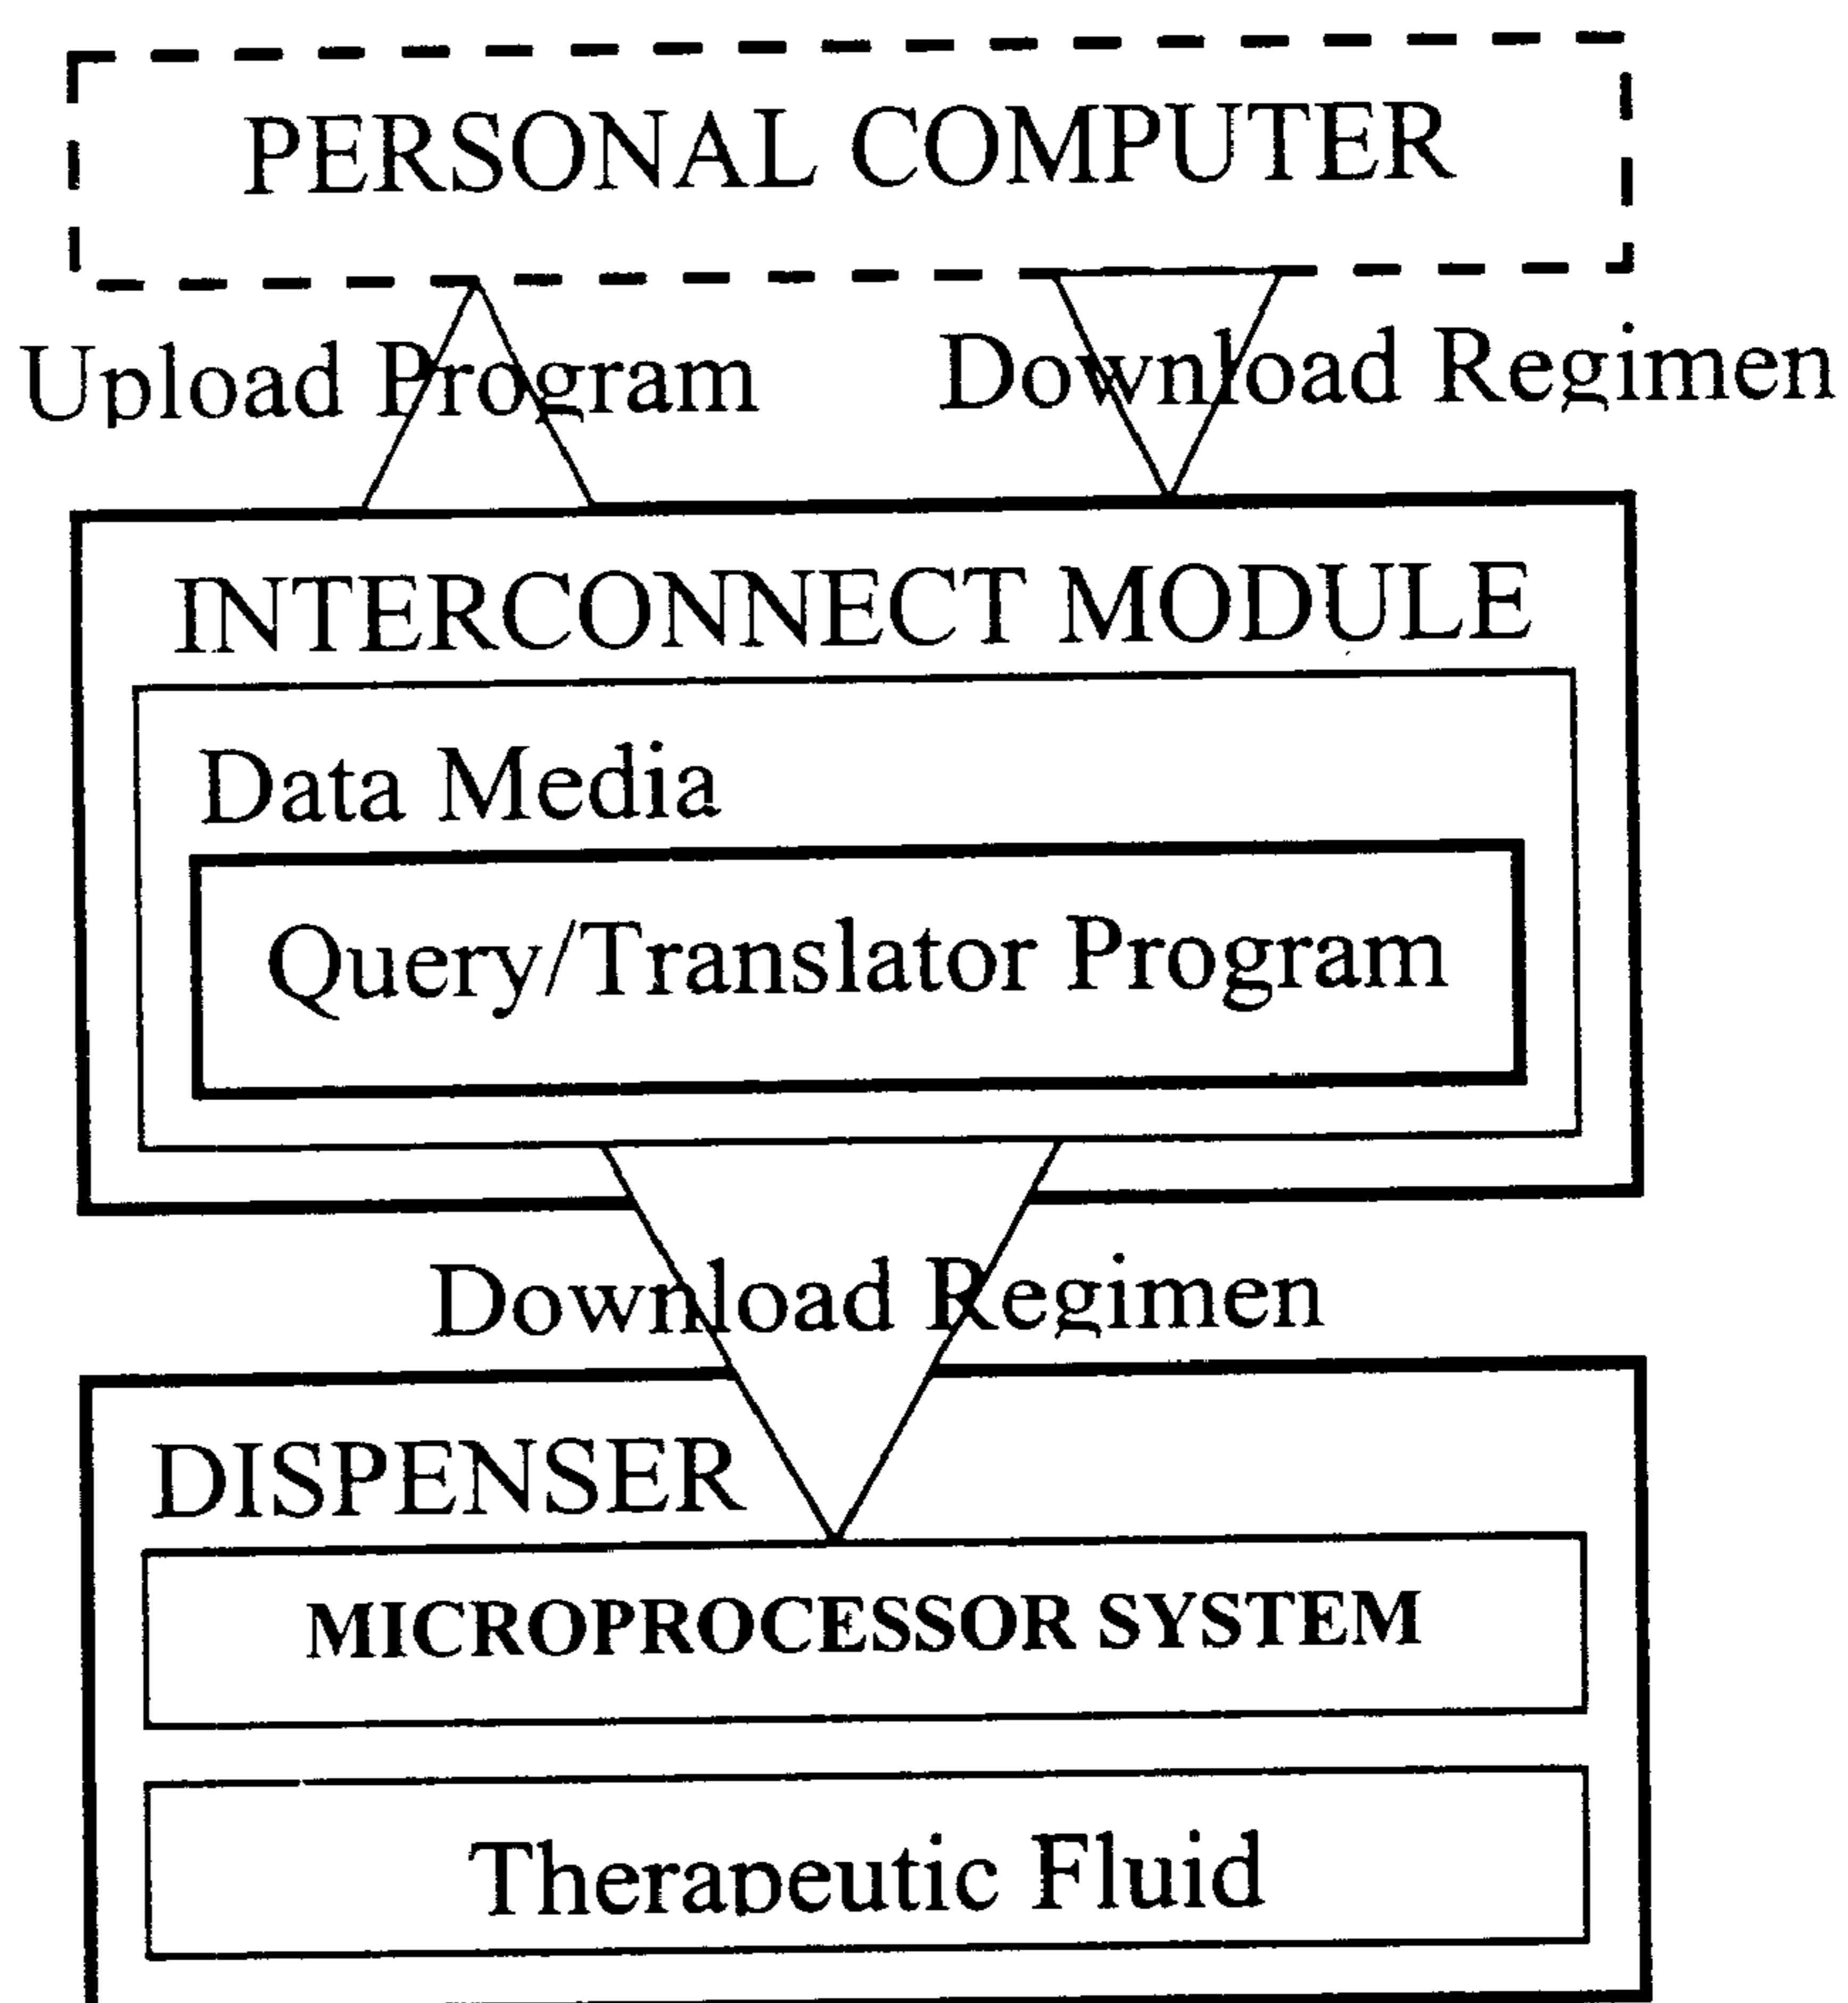 PERSONAL COMPUTER
Upload Program
Download Regimen
INTERCONNECT MODULE
Data Media
Query/Translator Program
Download Regimen
DISPENSER
MICROPROCESSOR SYSTEM
Therapeutic Fluid